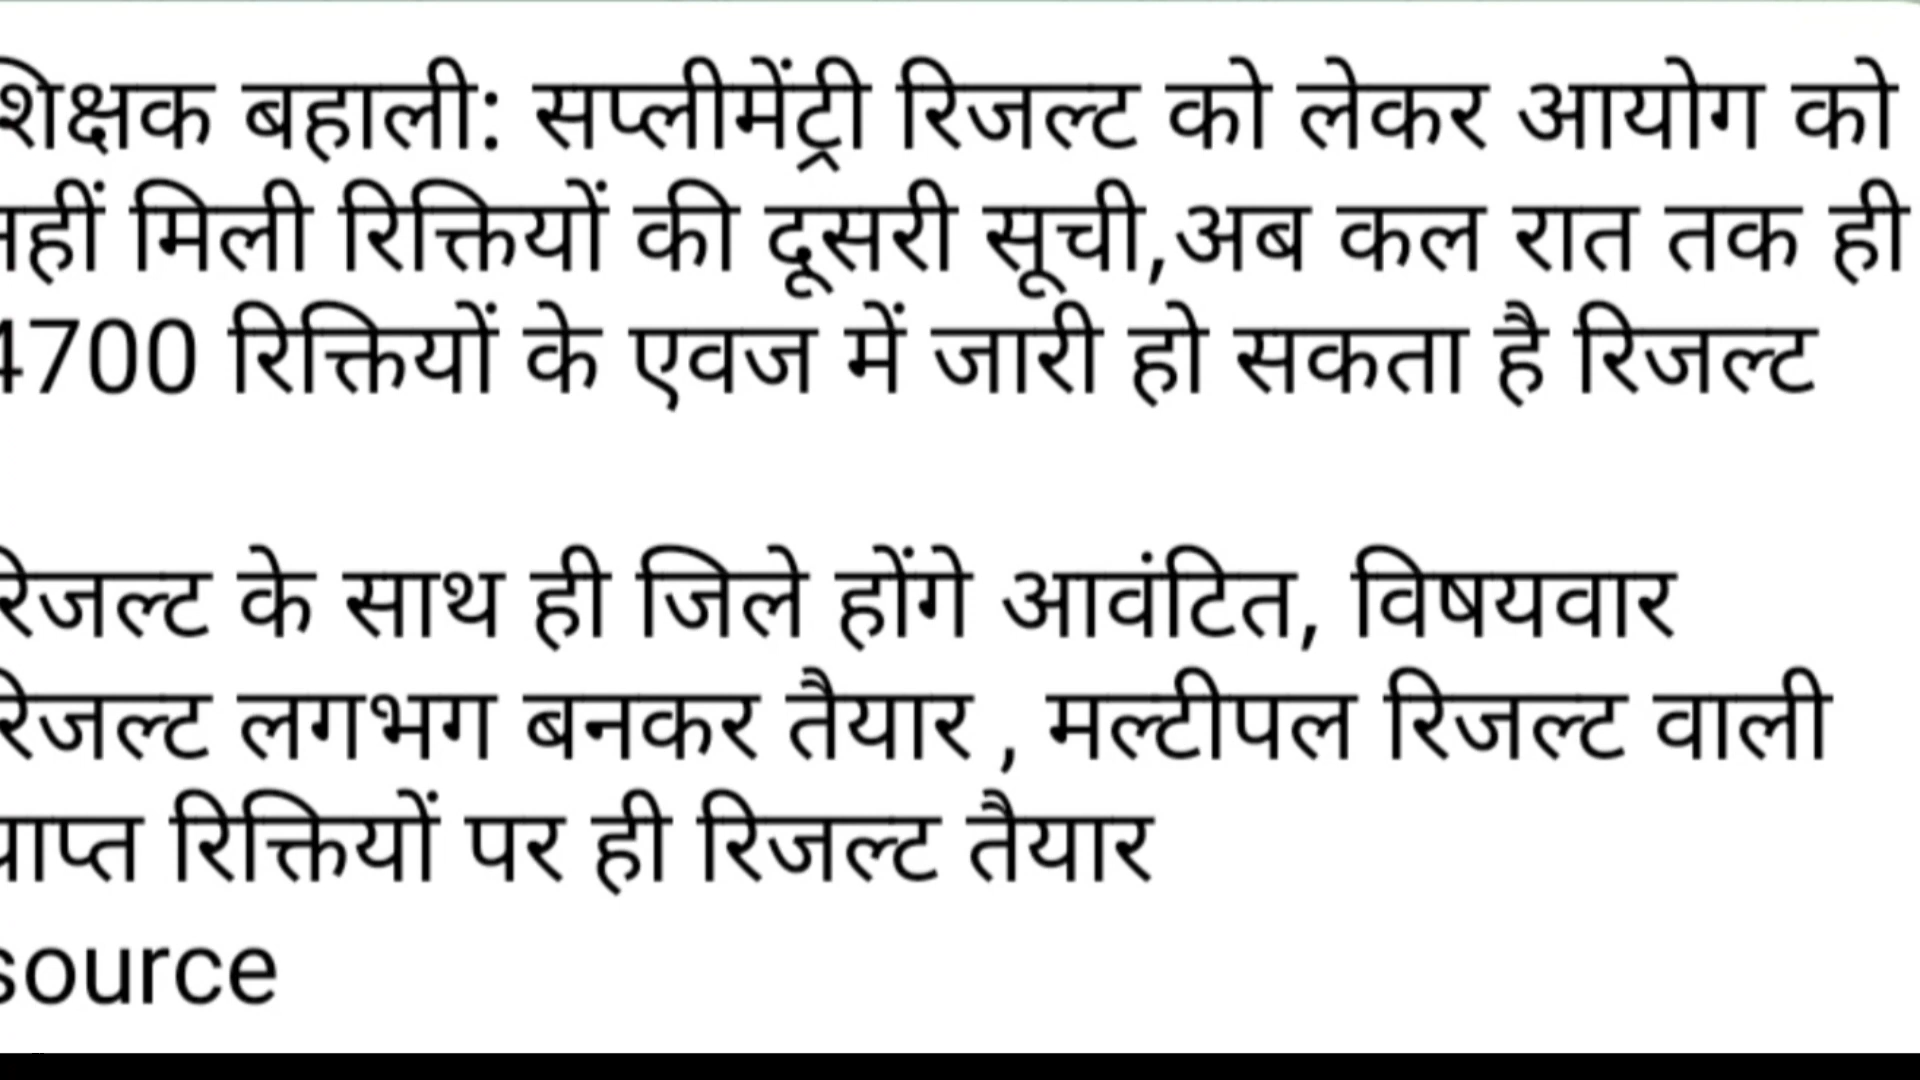 शिक्षक बहाली: सप्लीमेंट्री रिजल्ट को लेकर आयोग को
नहीं मिली रिक्तियों की दूसरी सूची,अब कल रात तक ही
4700 रिक्तियों के एवज में जारी हो सकता है रिजल्ट
रिजल्ट के साथ ही जिले होंगे आवंटित, विषयवार
रिजल्ट लगभग बनकर तैयार , मल्टीपल रिजल्ट वाली
प्राप्त रिक्तियों पर ही रिजल्ट तैयार
source